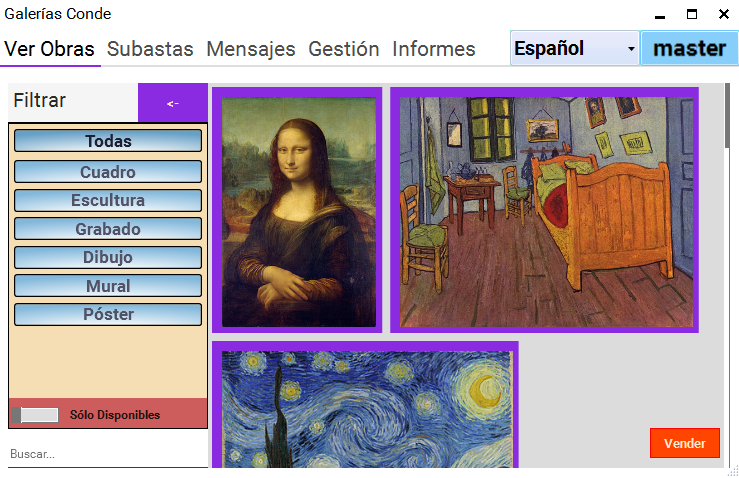 Galerías Conde
Ver Obras Subastas Mensajes Gestión Informes Español master
Filtrar <-
Todas
Cuadro
Escultura
Grabado
Dibujo
Mural
Póster
Sólo Disponibles
Buscar...
Vender